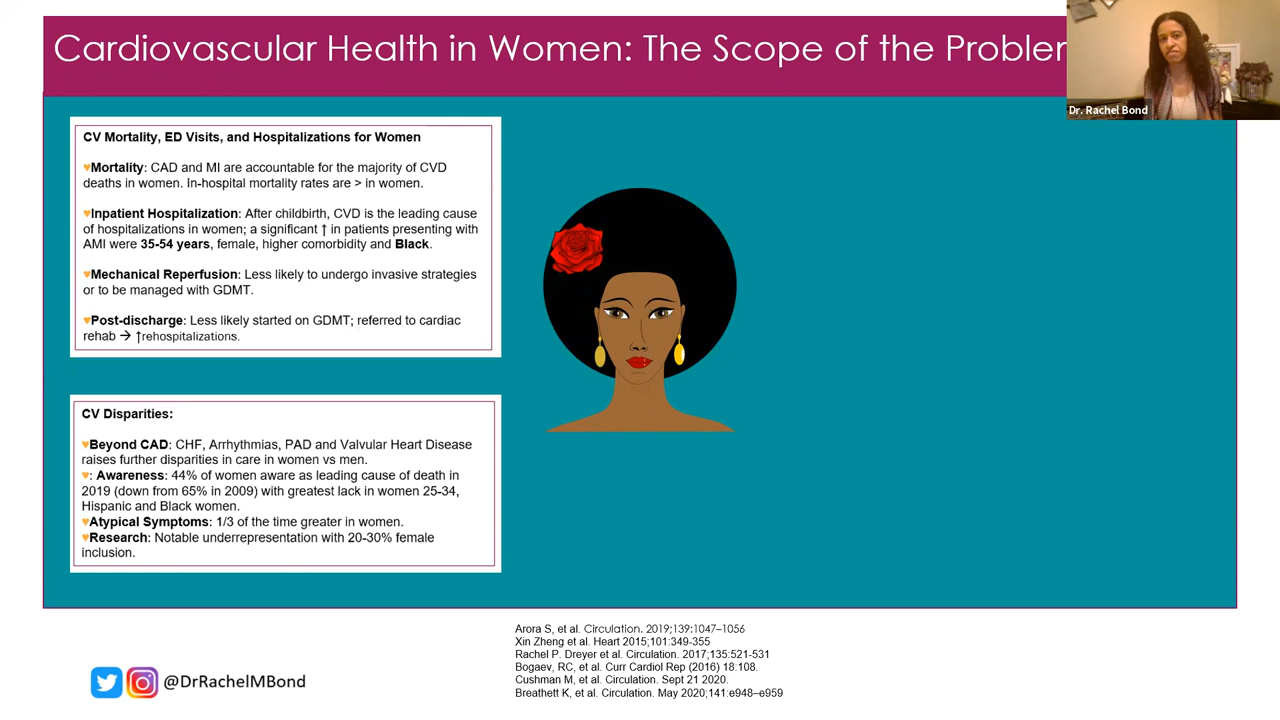 Cardiovascular Health in Women: The Scope of the Problem
Dr. Rachel Bond
CV Mortality, ED Visits, and Hospitalizations for Women
♥Mortality: CAD and MI are accountable for the majority of CVD
deaths in women. In-hospital mortality rates are > in women.
♥Inpatient Hospitalization: After childbirth, CVD is the leading cause
of hospitalizations in women; a significant ↑ in patients presenting with
AMI were 35-54 years, female, higher comorbidity and Black.
♥Mechanical Reperfusion: Less likely to undergo invasive strategies
or to be managed with GDMT.
♥Post-discharge: Less likely started on GDMT; referred to cardiac
rehab → ↑rehospitalizations.
CV Disparities:
♥Beyond CAD: CHF, Arrhythmias, PAD and Valvular Heart Disease
raises further disparities in care in women vs men.
♥: Awareness: 44% of women aware as leading cause of death in
2019 (down from 65% in 2009) with greatest lack in women 25-34,
Hispanic and Black women.
♥Atypical Symptoms: 1/3 of the time greater in women.
♥Research: Notable underrepresentation with 20-30% female
inclusion.
Arora S, et al. Circulation. 2019;139:1047–1056
Xin Zheng et al. Heart 2015;101:349-355
Rachel P. Dreyer et al. Circulation. 2017;135:521-531
Bogaev, RC, et al. Curr Cardiol Rep (2016) 18:108.
Cushman M, et al. Circulation. Sept 21 2020.
Breathett K, et al. Circulation. May 2020;141:e948–e959
@DrRachelMBond